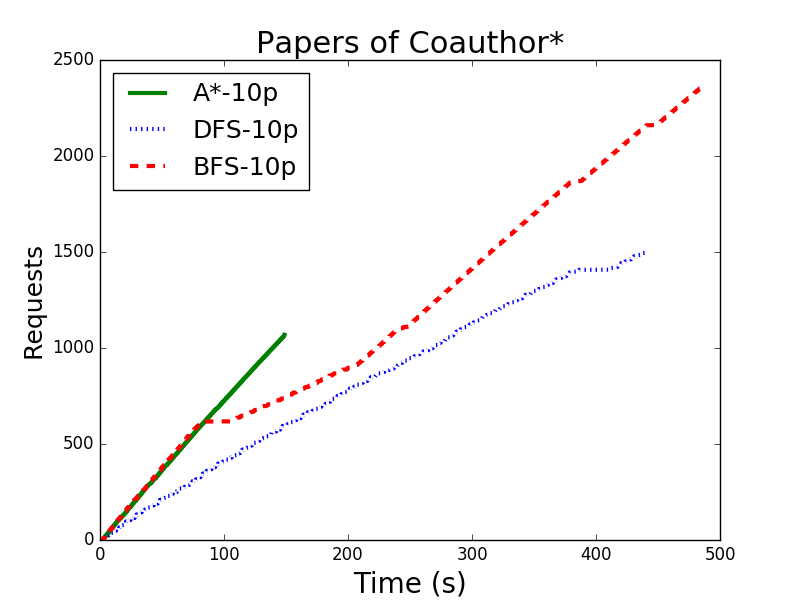 Papers of Coauthor*
A*-10p
DFS-10p
BFS-10p
2500
2000
1500
1000
500
0
Requests
0 100 200 300 400 500
Time (s)